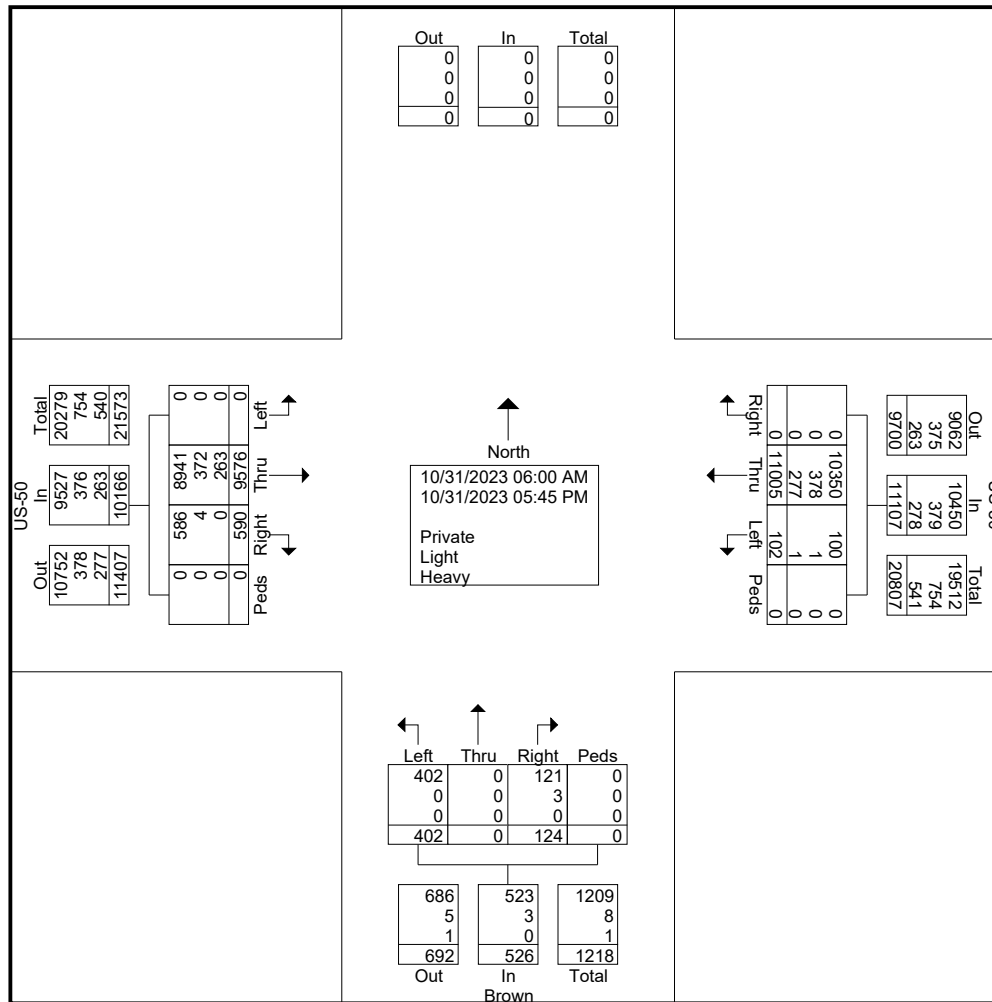 Out In Total
0 0 0
0 0 0
0 0 0
0 0 0
US-50
Total In Out
20279 9527 10752
754 376 378
540 263 277
21573 10166 11407
Left Thru Right Peds
0 8941 586 0
0 372 4 0
0 263 0 0
0 9576 590 0
North
10/31/2023 06:00 AM
10/31/2023 05:45 PM
Private
Light
Heavy
Right Thru Left Peds
0 10350 100 0
0 378 1 0
0 277 1 0
0 11005 102 0
Out In Total
9062 10450 19512
375 379 754
263 278 541
9700 11107 20807
Left Thru Right Peds
402 0 121 0
0 0 3 0
0 0 0 0
402 0 124 0
686 523 1209
5 3 8
1 0 1
692 526 1218
Out In Total
Brown